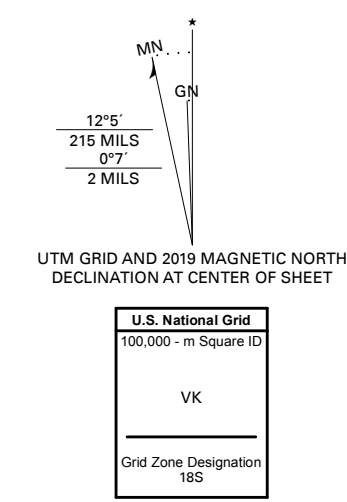 ★
MN
GN
12°5´
215 MILS
0°7´
2 MILS
UTM GRID AND 2019 MAGNETIC NORTH
DECLINATION AT CENTER OF SHEET
U.S. National Grid
100,000 - m Square ID
VK
Grid Zone Designation
18S